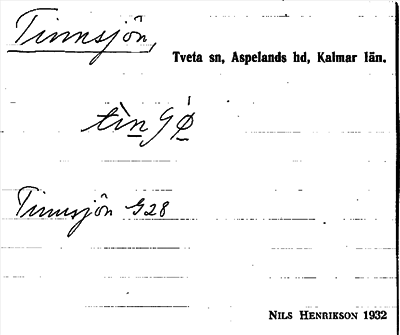 Tinnsjön,
Tveta sn, Aspelands hd, Kalmar län.
Tinnsjön G28
NILS HENRIKSON 1932